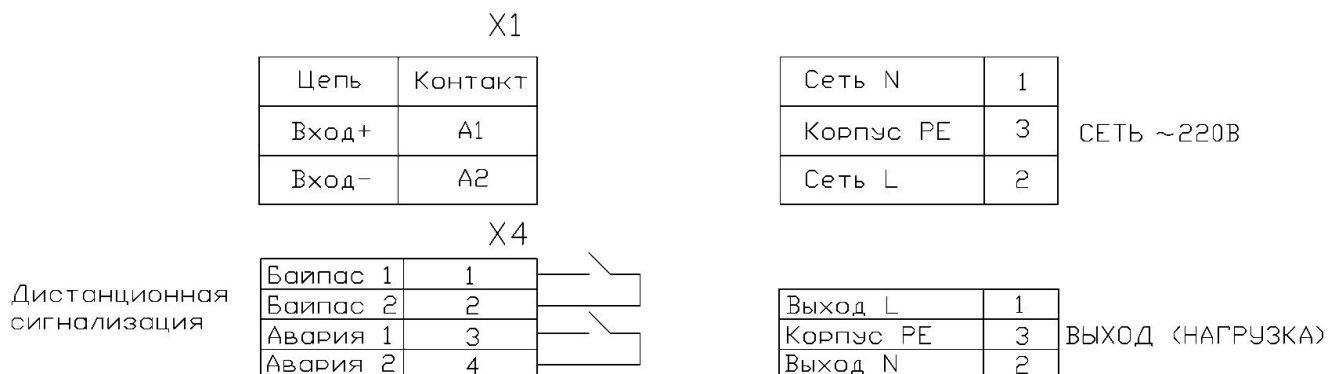 X1
Цепь Контакт
Вход+ A1
Вход- A2
Сеть N 1
Корпус PE 3
Сеть L 2
СЕТЬ ~220В
X4
Дистанционная
сигнализация
Байпас 1 1
Байпас 2 2
Авария 1 3
Авария 2 4
Выход L 1
Корпус PE 3
Выход N 2
ВЫХОД (НАГРУЗКА)